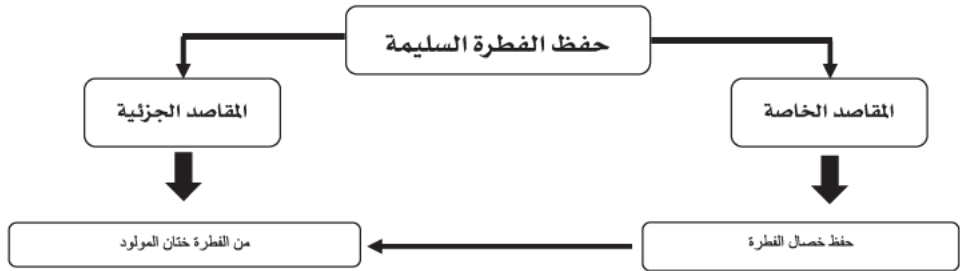 حفظ الفطرة السليمة
المقاصد الخاصة
المقاصد الجزئية
حفظ خصال الفطرة
من الفطرة ختان المولود